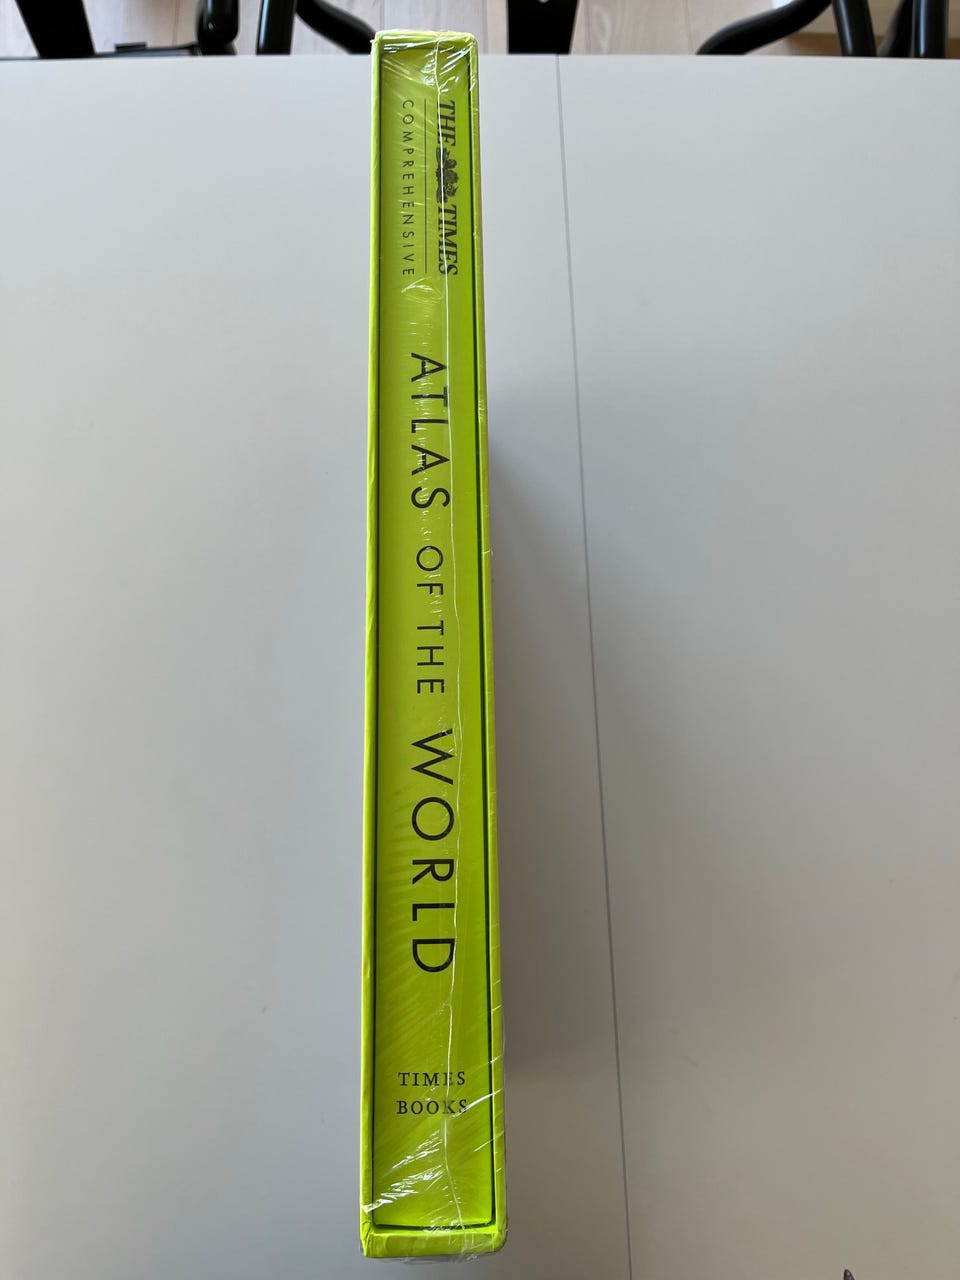 THE TIMES
COMPREHENSIVE
ATLAS OF THE WORLD
TIMES
BOOKS